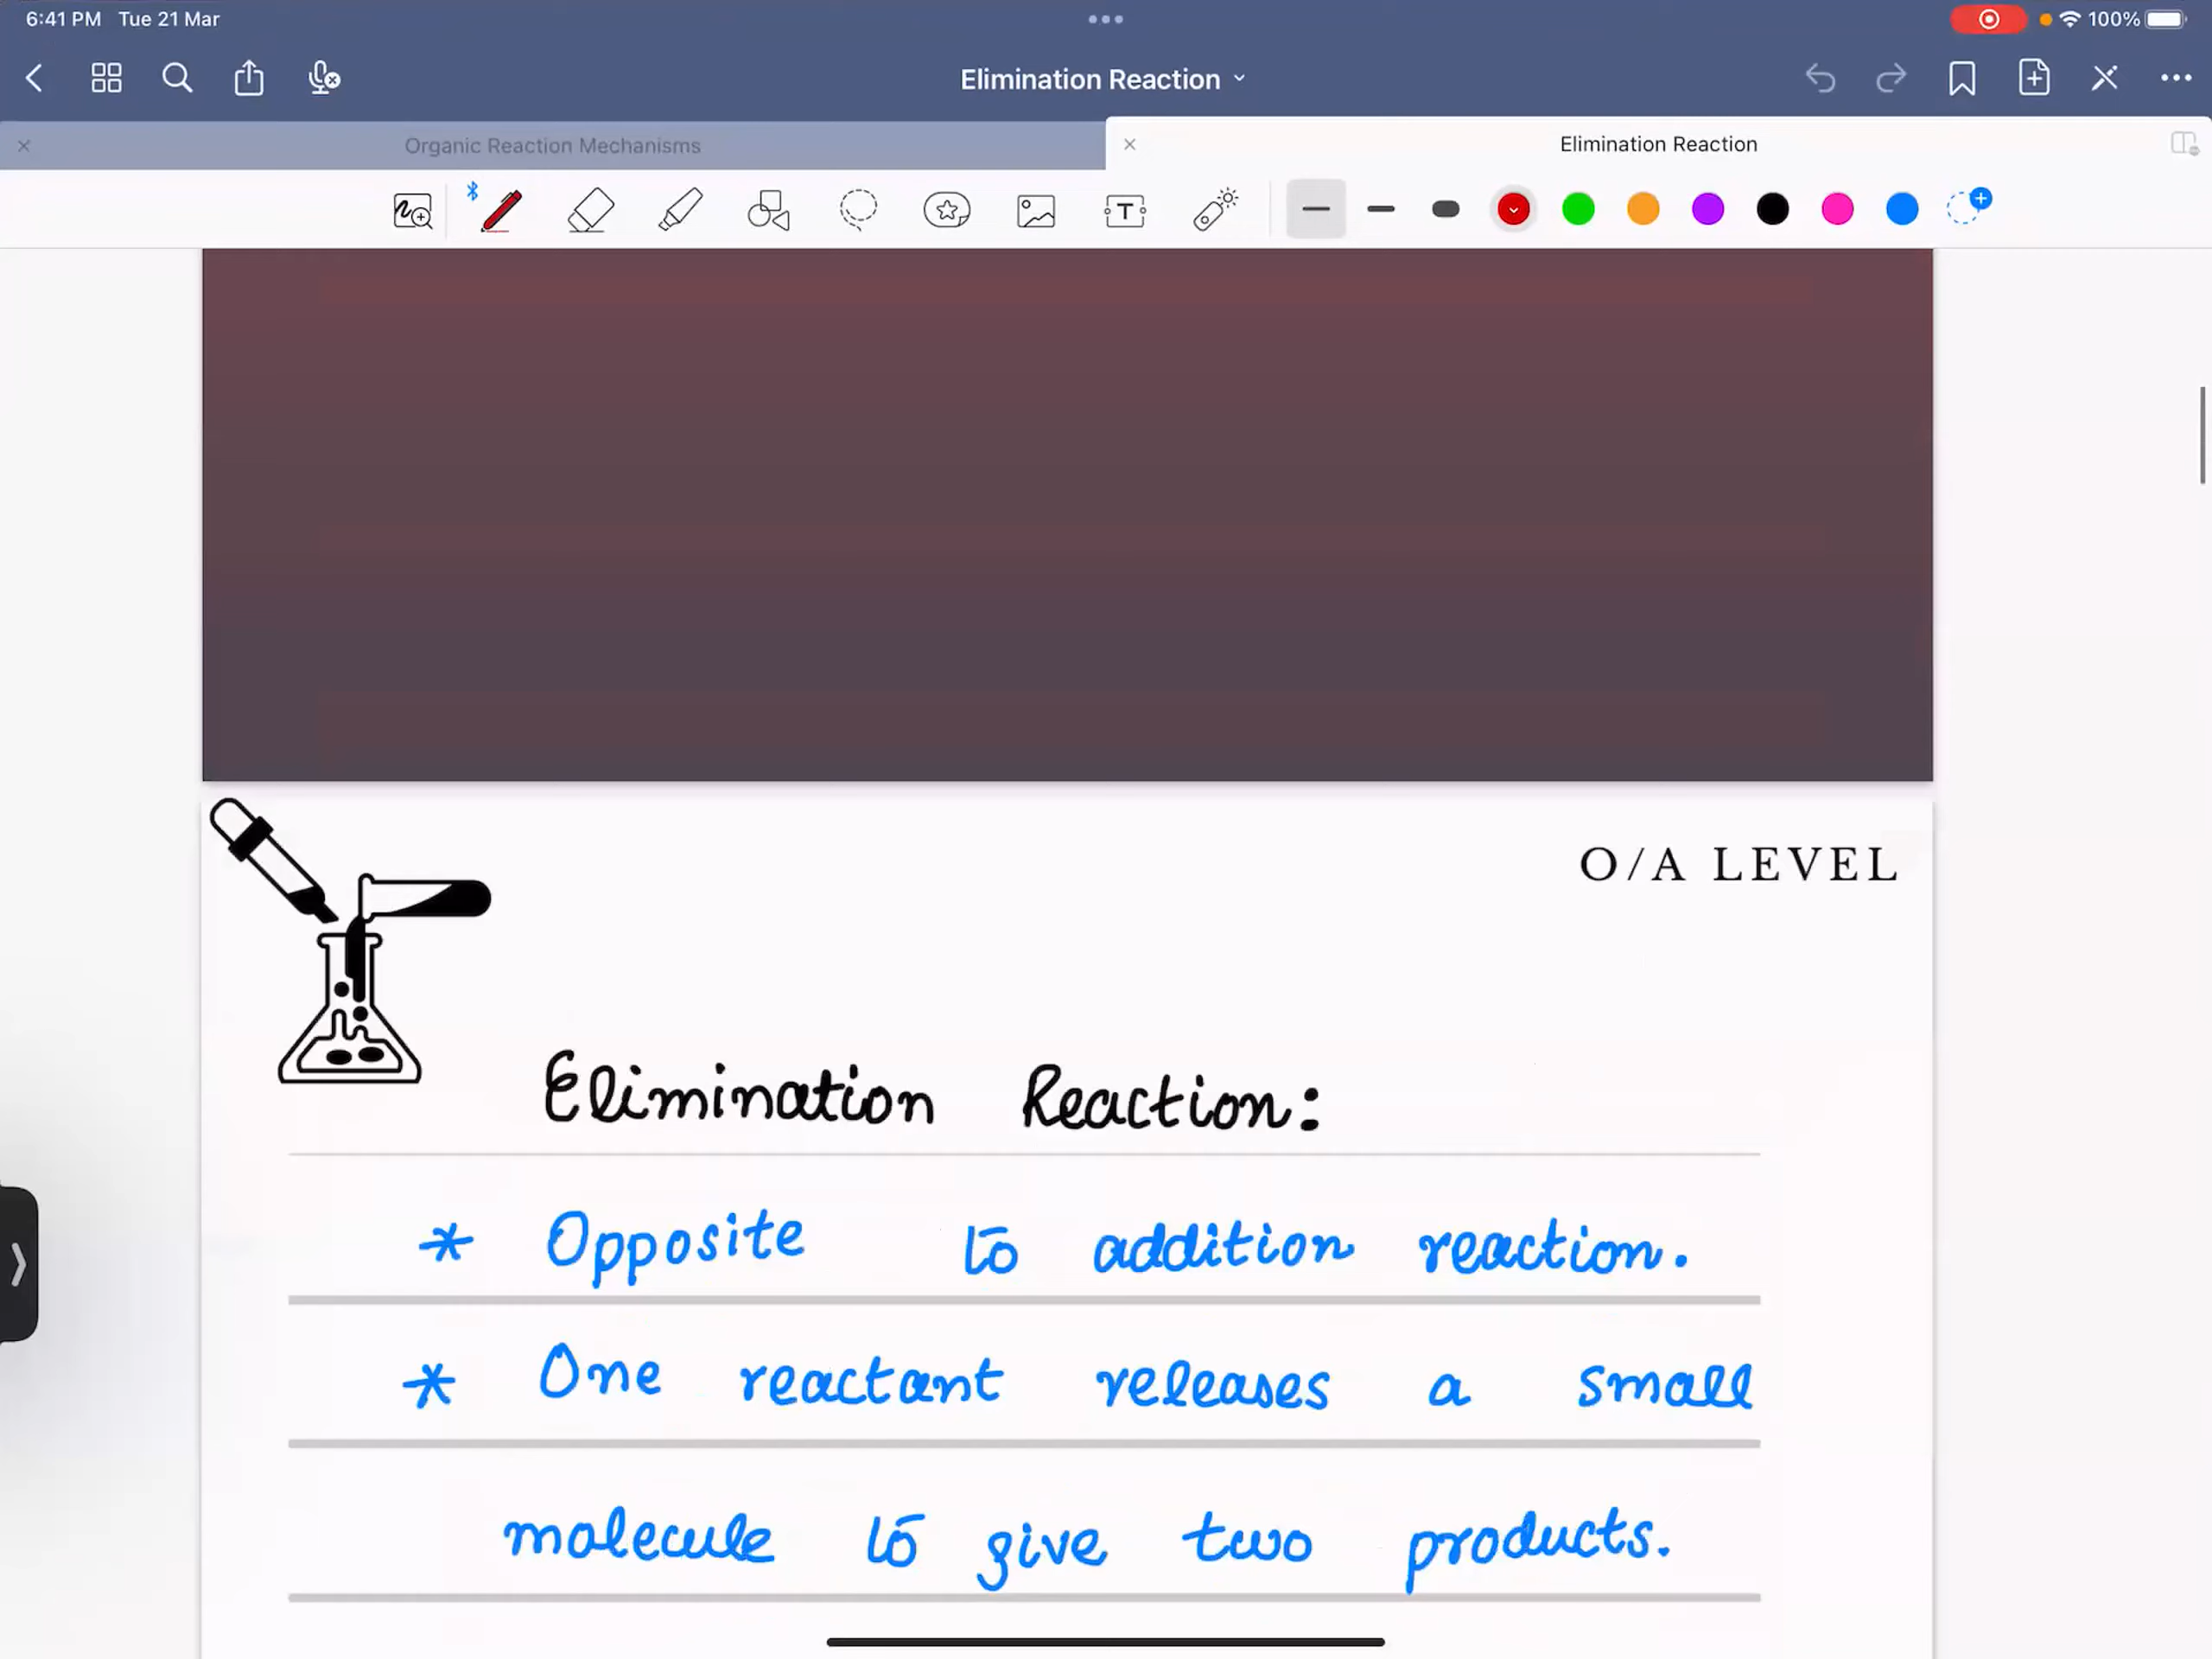 6:41 PM Tue 21 Mar
100%
Elimination Reaction
Organic Reaction Mechanisms
Elimination Reaction
T
O/A LEVEL
Elimination Reaction:
* Opposite to addition reaction.
* One reactant releases a small
molecule to give two products.